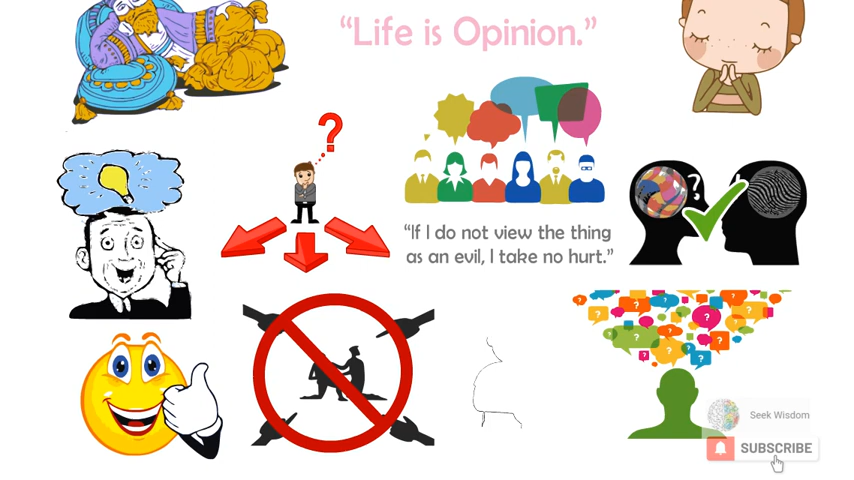 “Life is Opinion.”
?
“If I do not view the thing
as an evil, I take no hurt.”
?
? ? ? ? ? ? ? ?
Seek Wisdom
SUBSCRIBE